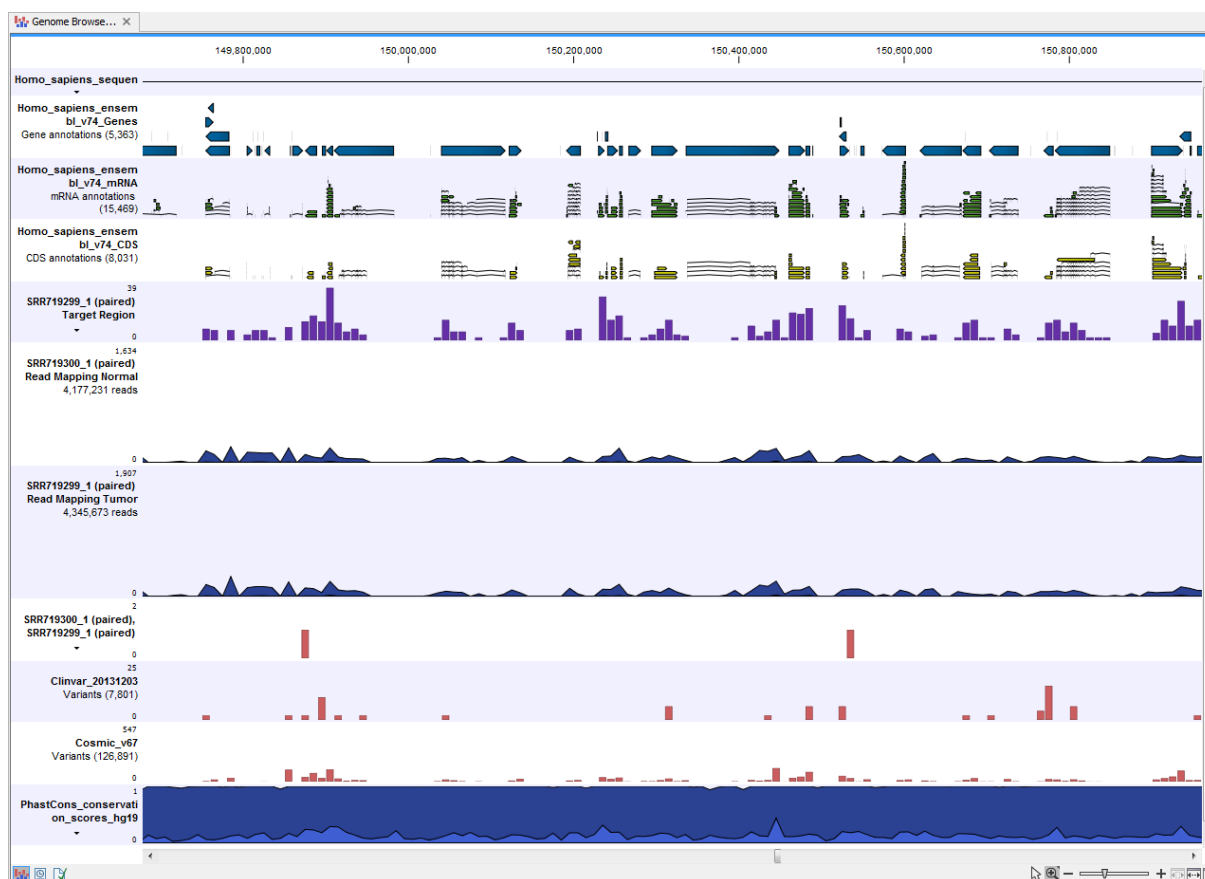 Genome Browse... ×
149,800,000 150,000,000 150,200,000 150,400,000 150,600,000 150,800,000
Homo_sapiens_sequen
Homo_sapiens_ensem
bl_v74_Genes
Gene annotations (5,363)
Homo_sapiens_ensem
bl_v74_mRNA
mRNA annotations
(15,469)
Homo_sapiens_ensem
bl_v74_CDS
CDS annotations (8,031)
39
SRR719299_1 (paired)
Target Region
0
1,634
SRR719300_1 (paired)
Read Mapping Normal
4,177,231 reads
0
1,907
SRR719299_1 (paired)
Read Mapping Tumor
4,345,673 reads
0
2
SRR719300_1 (paired),
SRR719299_1 (paired)
0
25
Clinvar_20131203
Variants (7,801)
0
547
Cosmic_v67
Variants (126,891)
0
1
PhastCons_conservati
on_scores_hg19
0